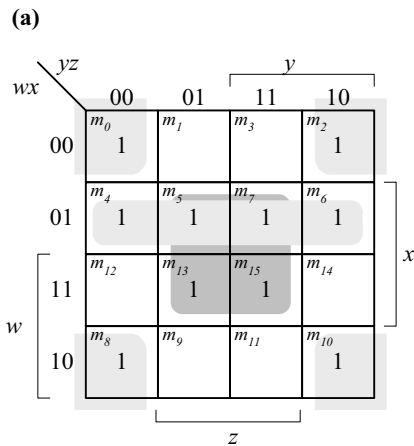 (a)
yz
y
wx
00 01 11 10
m0 m1 m3 m2
00 1 1
m4 m5 m7 m6
01 1 1 1 1
x
m12 m13 m15 m14
11 1 1
w
m8 m9 m11 m10
10 1 1
z